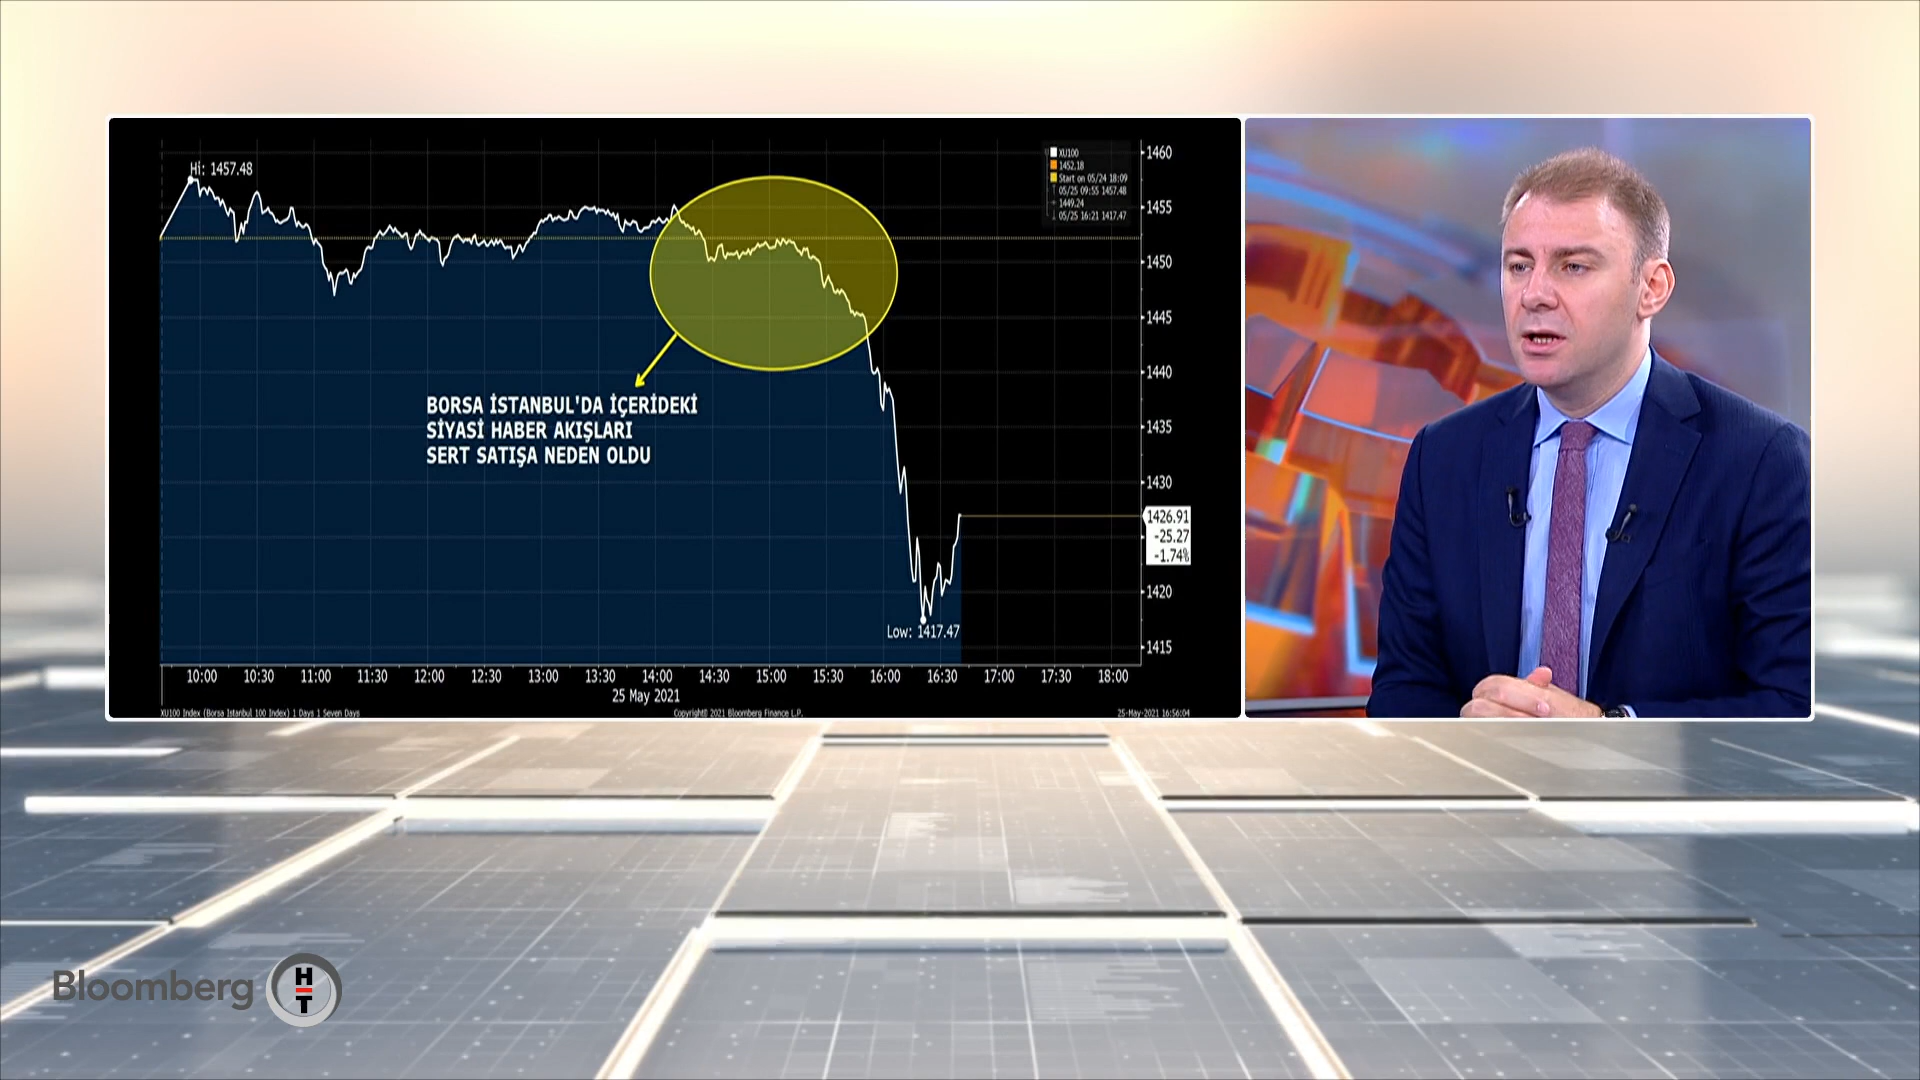 Hi: 1457.48
XU100
1452.18
Start on 05/24 18:09
05/25 09:55 1457.48
1449.24
05/25 16:21 1417.47
1460
1455
1450
1445
1440
1435
1430
1426.91
-25.27
-1.74%
1420
1415
BORSA İSTANBUL'DA İÇERİDEKİ
SİYASİ HABER AKIŞLARI
SERT SATIŞA NEDEN OLDU
Low: 1417.47
10:00 10:30 11:00 11:30 12:00 12:30 13:00 13:30 14:00 14:30 15:00 15:30 16:00 16:30 17:00 17:30 18:00
25 May 2021
XU100 Index (Borsa Istanbul 100 Index) 1 Days 1 Seven Days
Copyright© 2021 Bloomberg Finance L.P.
25-May-2021 16:56:04
Bloomberg HT